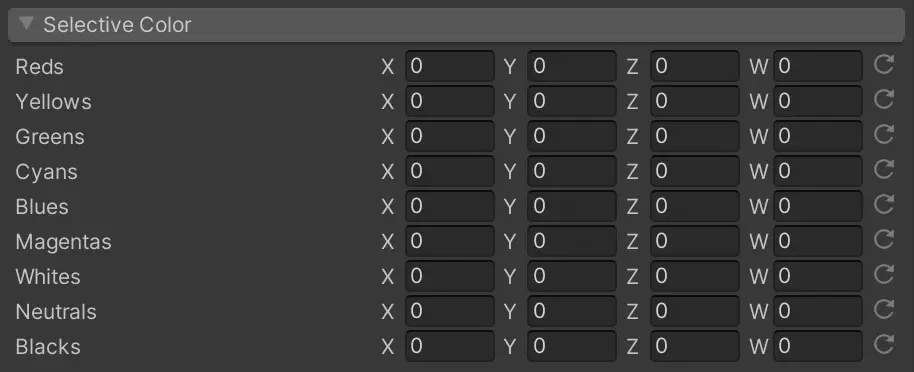 Selective Color
Reds X 0 Y 0 Z 0 W 0
Yellows X 0 Y 0 Z 0 W 0
Greens X 0 Y 0 Z 0 W 0
Cyans X 0 Y 0 Z 0 W 0
Blues X 0 Y 0 Z 0 W 0
Magentas X 0 Y 0 Z 0 W 0
Whites X 0 Y 0 Z 0 W 0
Neutrals X 0 Y 0 Z 0 W 0
Blacks X 0 Y 0 Z 0 W 0